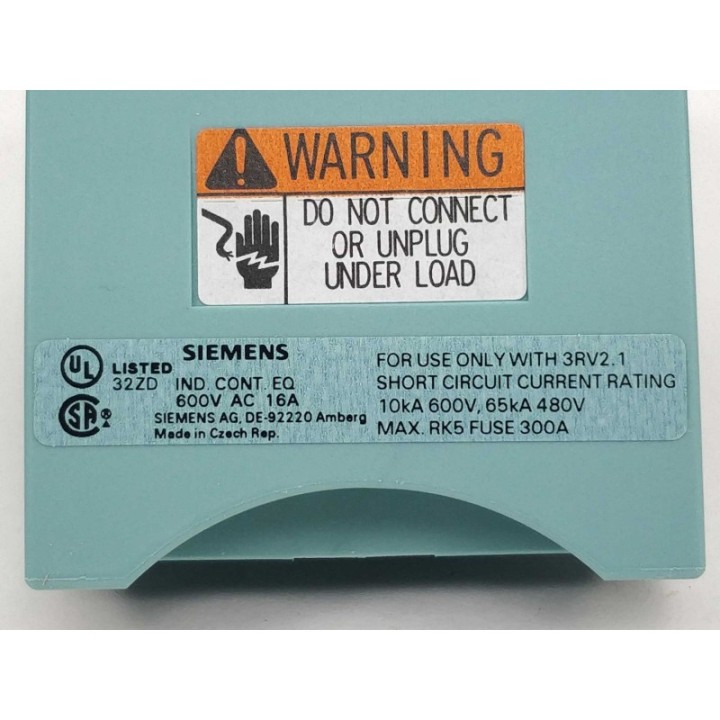 WARNING
DO NOT CONNECT
OR UNPLUG
UNDER LOAD
UL LISTED
32ZD
SA
SIEMENS
IND. CONT. EQ
600V AC 16A
SIEMENS AG, DE-92220 Amberg
Made in Czech Rep.
FOR USE ONLY WITH 3RV2.1
SHORT CIRCUIT CURRENT RATING
10kA 600V, 65kA 480V
MAX. RK5 FUSE 300A